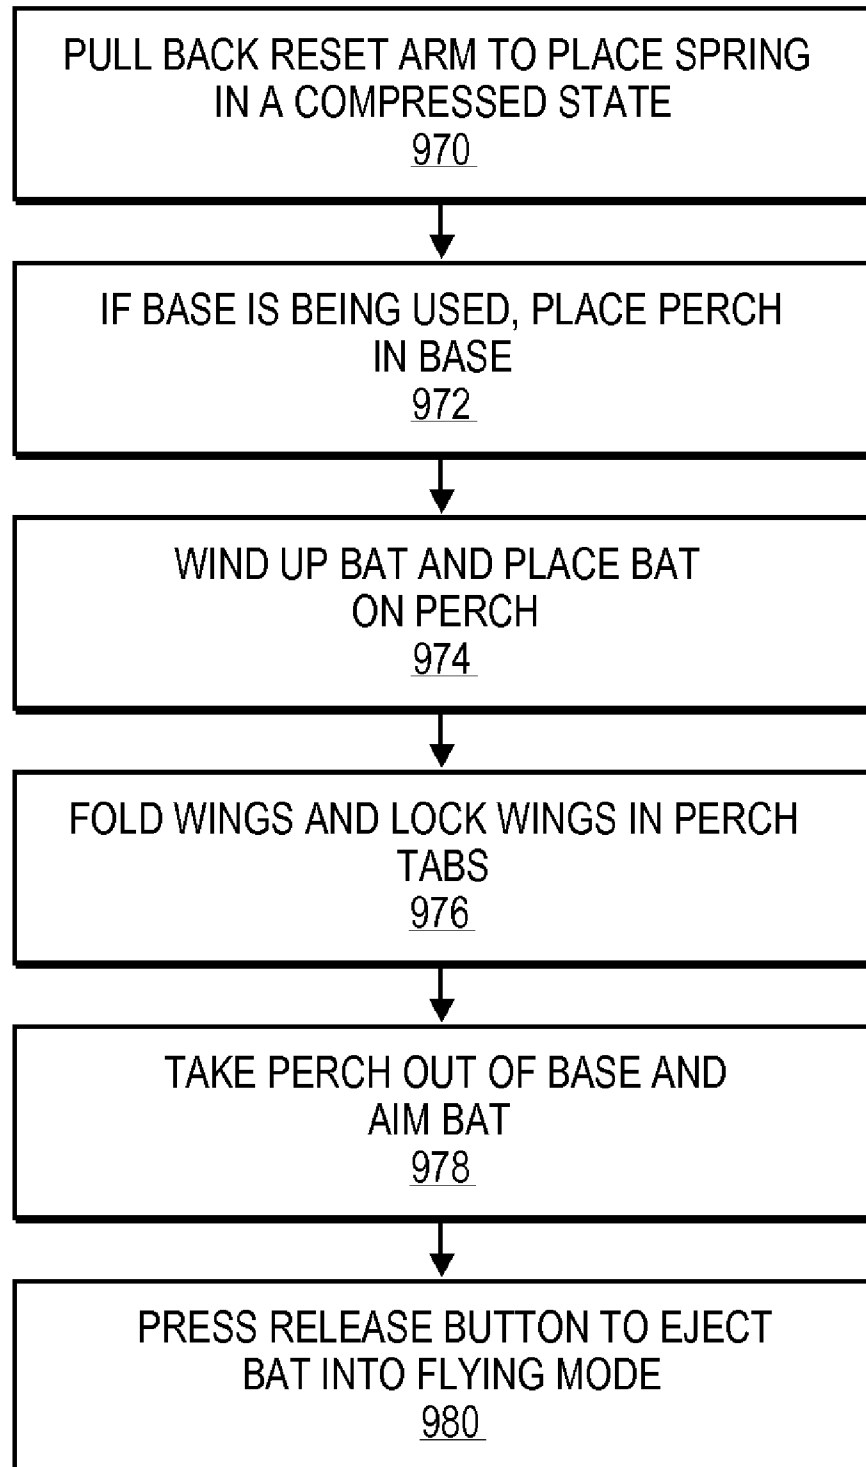 PULL BACK RESET ARM TO PLACE SPRING
IN A COMPRESSED STATE
970
IF BASE IS BEING USED, PLACE PERCH
IN BASE
972
WIND UP BAT AND PLACE BAT
ON PERCH
974
FOLD WINGS AND LOCK WINGS IN PERCH
TABS
976
TAKE PERCH OUT OF BASE AND
AIM BAT
978
PRESS RELEASE BUTTON TO EJECT
BAT INTO FLYING MODE
980